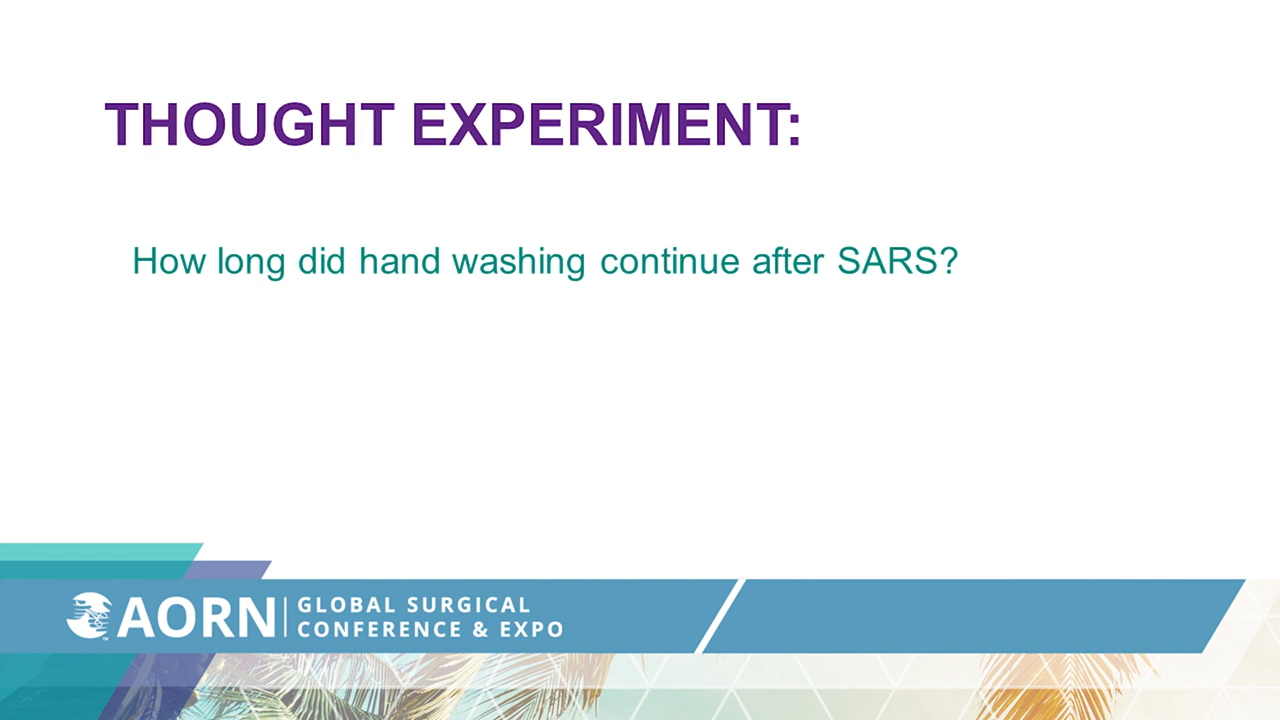 THOUGHT EXPERIMENT:
How long did hand washing continue after SARS?
AORN
GLOBAL SURGICAL
CONFERENCE & EXPO